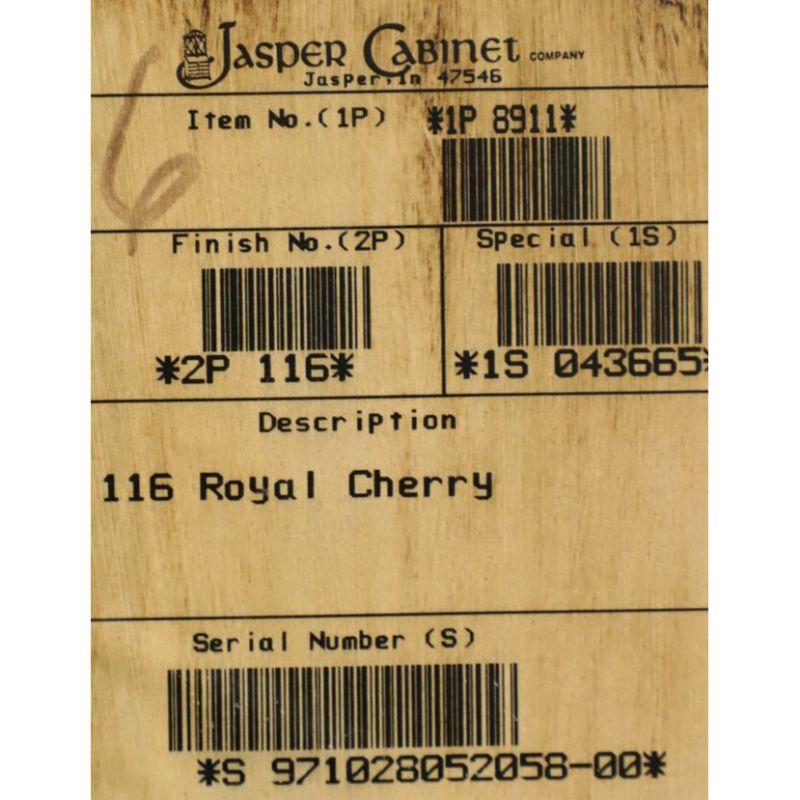 6
JASPER CABINET COMPANY
Jasper, In 47546
Item No.(1P) *1P 8911*
Finish No.(2P) Special (1S)
*2P 116* *1S 043665*
Description
116 Royal Cherry
Serial Number (S)
*S 971028052058-00*